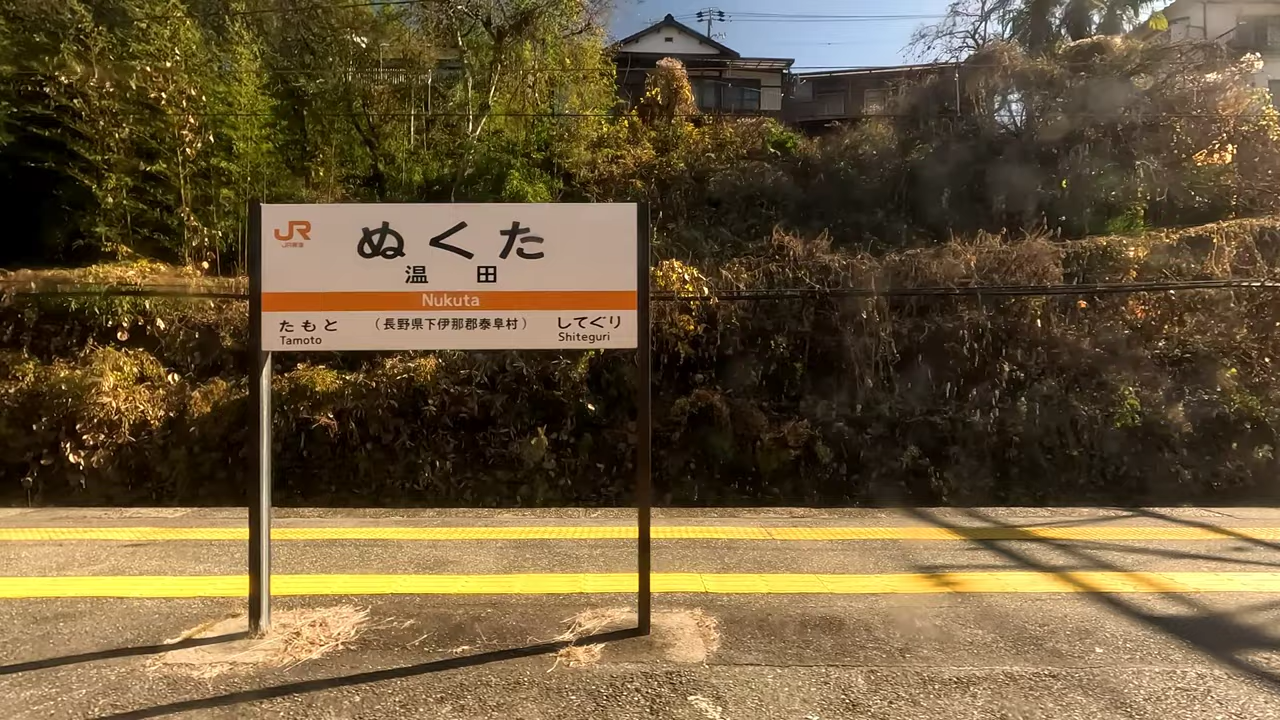 JR
JR東海
ぬくた
温田
Nukuta
たもと
Tamoto
(長野県下伊那郡泰阜村)
してぐり
Shiteguri